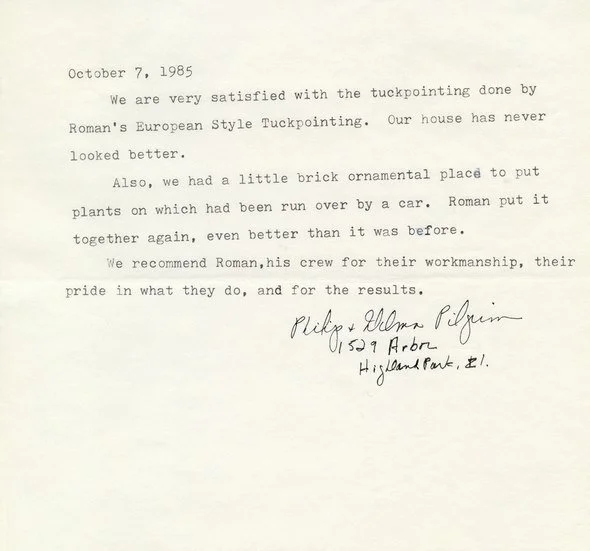 October 7, 1985
We are very satisfied with the tuckpointing done by
Roman's European Style Tuckpointing. Our house has never
looked better.
Also, we had a little brick ornamental place to put
plants on which had been run over by a car. Roman put it
together again, even better than it was before.
We recommend Roman,his crew for their workmanship, their
pride in what they do, and for the results.
Philip + Wilma Pilgrim
1529 Arbor
Highland Park, Il.